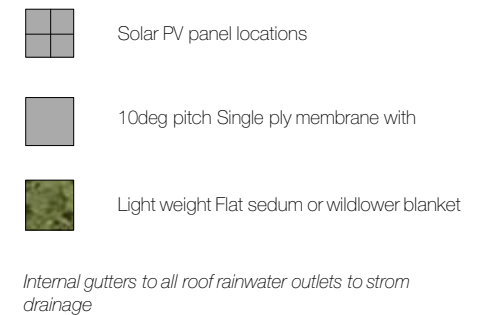 Solar PV panel locations
10deg pitch Single ply membrane with
Light weight Flat sedum or wildlower blanket
Internal gutters to all roof rainwater outlets to strom
drainage